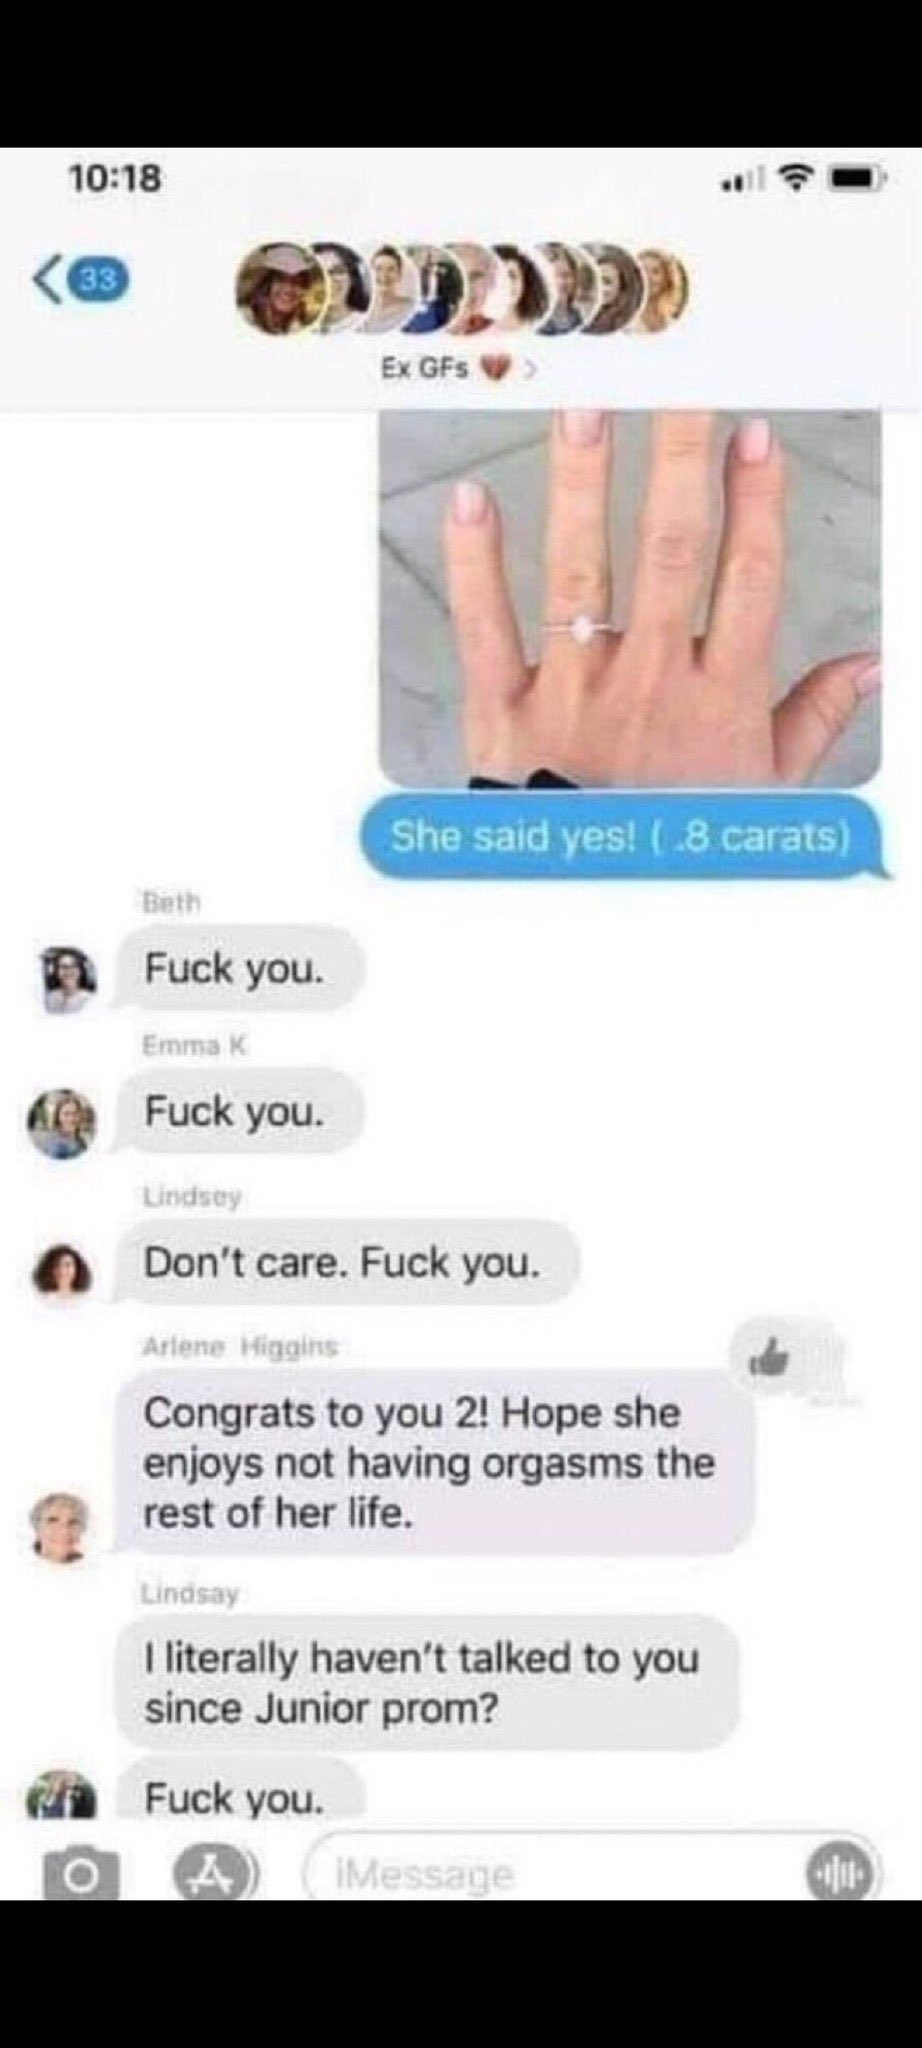 10:18
33
Ex GFs 💔 >
She said yes! ( .8 carats)
Beth
Fuck you.
Emma K
Fuck you.
Lindsey
Don't care. Fuck you.
Arlene Higgins
Congrats to you 2! Hope she
enjoys not having orgasms the
rest of her life.
Lindsay
I literally haven't talked to you
since Junior prom?
Fuck you.
iMessage